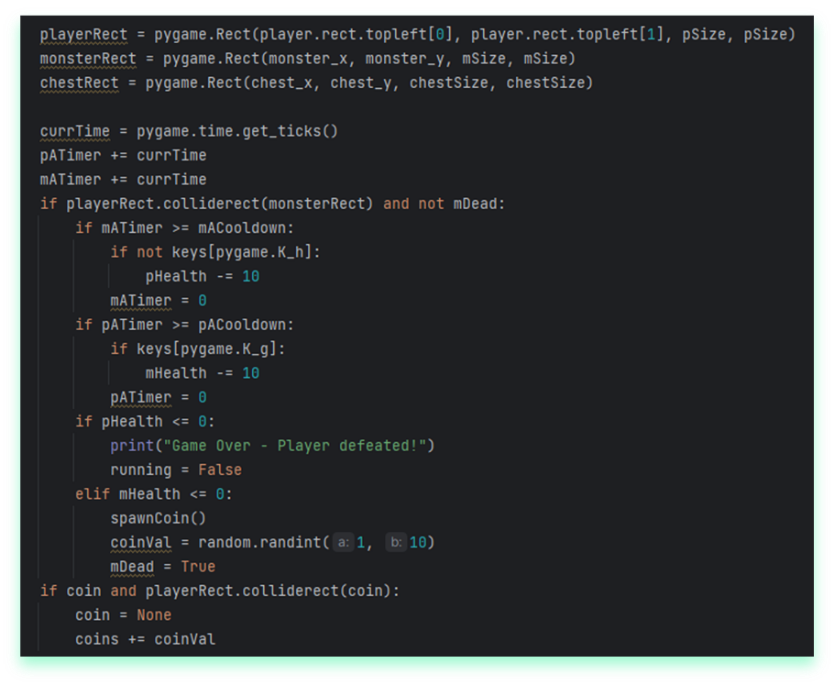 playerRect = pygame.Rect(player.rect.topleft[0], player.rect.topleft[1], pSize, pSize)
monsterRect = pygame.Rect(monster_x, monster_y, mSize, mSize)
chestRect = pygame.Rect(chest_x, chest_y, chestSize, chestSize)

currTime = pygame.time.get_ticks()
pATimer += currTime
mATimer += currTime
if playerRect.colliderect(monsterRect) and not mDead:
    if mATimer >= mACooldown:
        if not keys[pygame.K_h]:
            pHealth -= 10
        mATimer = 0
    if pATimer >= pACooldown:
        if keys[pygame.K_g]:
            mHealth -= 10
        pATimer = 0
    if pHealth <= 0:
        print("Game Over - Player defeated!")
        running = False
    elif mHealth <= 0:
        spawnCoin()
        coinVal = random.randint( a: 1, b: 10)
        mDead = True
if coin and playerRect.colliderect(coin):
    coin = None
    coins += coinVal